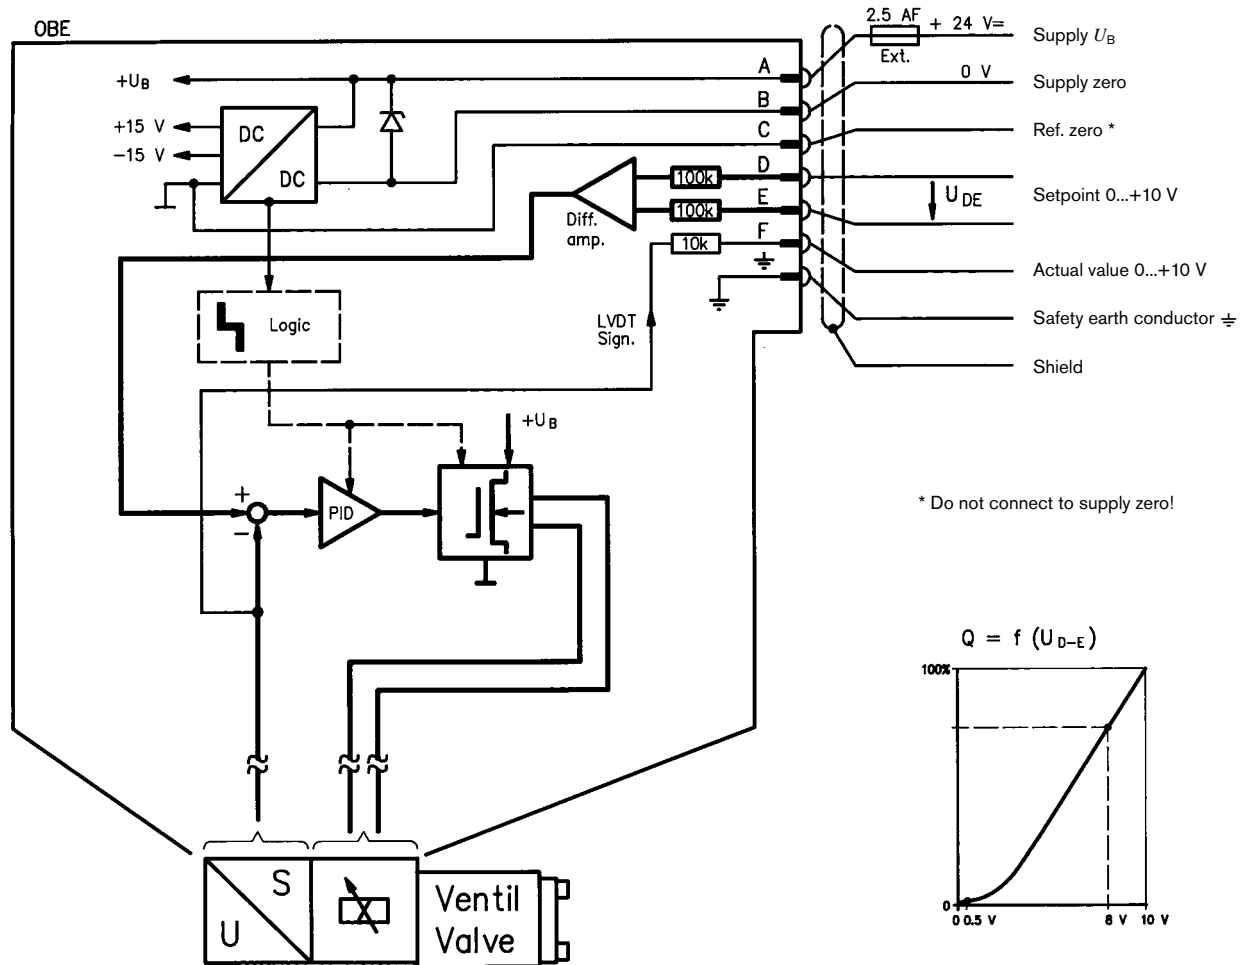 OBE
2.5 AF
+ 24 V=
Ext.
Supply U_B
0 V
Supply zero
Ref. zero *
U_DE
Setpoint 0...+10 V
Actual value 0...+10 V
Safety earth conductor ⏚
Shield
+U_B
+15 V
−15 V
DC
DC
A
B
C
D
E
F
100k
100k
10k
Diff.
amp.
Logic
LVDT
Sign.
+U_B
+
−
PID
* Do not connect to supply zero!
Q = f (U_D−E)
100%
0
0 0.5 V
8 V
10 V
S
U
Ventil
Valve